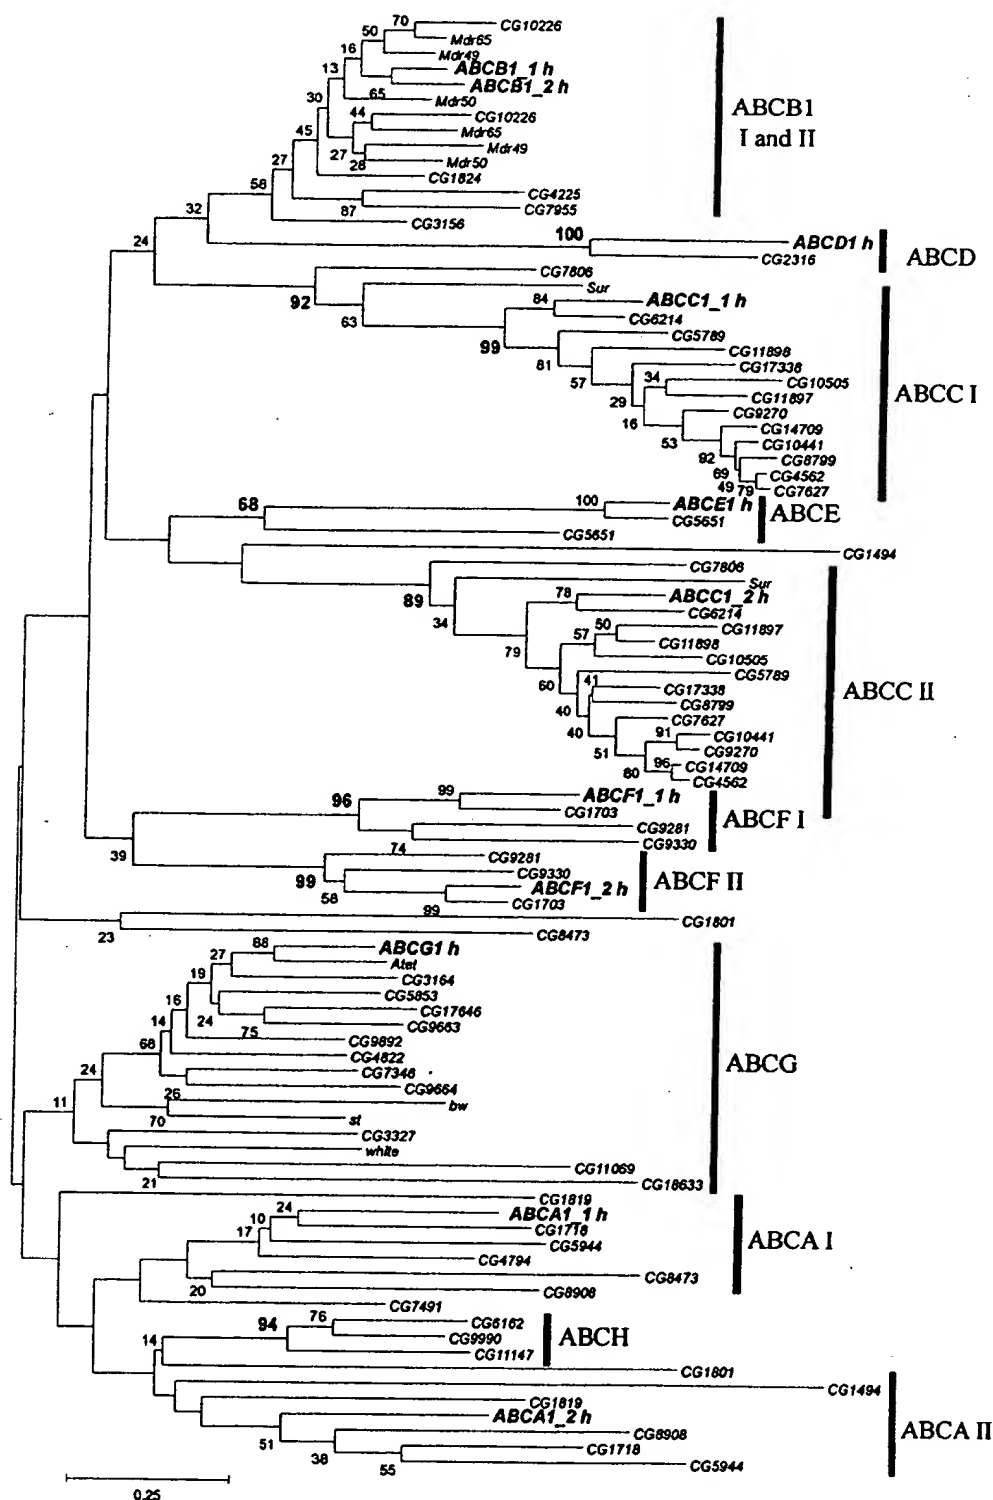 70 CG10226
50 Mdr65
16 Mdr49
13 ABCB1_1 h
ABCB1_2 h
65 Mdr50
30 44 CG10226
45 Mdr65
27 Mdr49
28 Mdr50
27 CG1824
58 CG4225
87 CG7955
32 CG3156
ABCB1
I and II
24 100 ABCD1 h
CG2316
ABCD
CG7806
92 Sur
63 84 ABCC1_1 h
CG6214
99 CG5789
81 CG11898
57 CG17338
34 CG10505
29 CG11897
16 CG9270
53 CG14709
92 CG10441
69 CG8799
49 79 CG4562
CG7627
ABCC I
68 100 ABCE1 h
CG5651
CG5651
ABCE
CG1494
CG7806
89 Sur
34 78 ABCC1_2 h
CG6214
79 50 CG11897
57 CG11898
CG10505
60 CG5789
41 CG17338
40 CG8799
40 CG7627
51 91 CG10441
CG9270
80 96 CG14709
CG4562
ABCC II
96 99 ABCF1_1 h
CG1703
CG9281
CG9330
ABCF I
39 74 CG9281
99 CG9330
58 ABCF1_2 h
CG1703
ABCF II
99 CG1801
23 CG8473
88 ABCG1 h
27 Atet
19 CG3164
CG5853
16 24 CG17646
CG9663
14 75 CG9892
68 CG4822
CG7346
24 CG9664
26 bw
11 st
70 CG3327
white
CG11069
21 CG18633
ABCG
CG1819
24 ABCA1_1 h
10 CG1718
17 CG5944
CG4794
CG8473
20 CG8908
CG7491
ABCA I
76 CG6162
94 CG9990
14 CG11147
ABCH
CG1801
CG1494
CG1819
ABCA1_2 h
51 CG8908
38 CG1718
55 CG5944
ABCA II
0.25